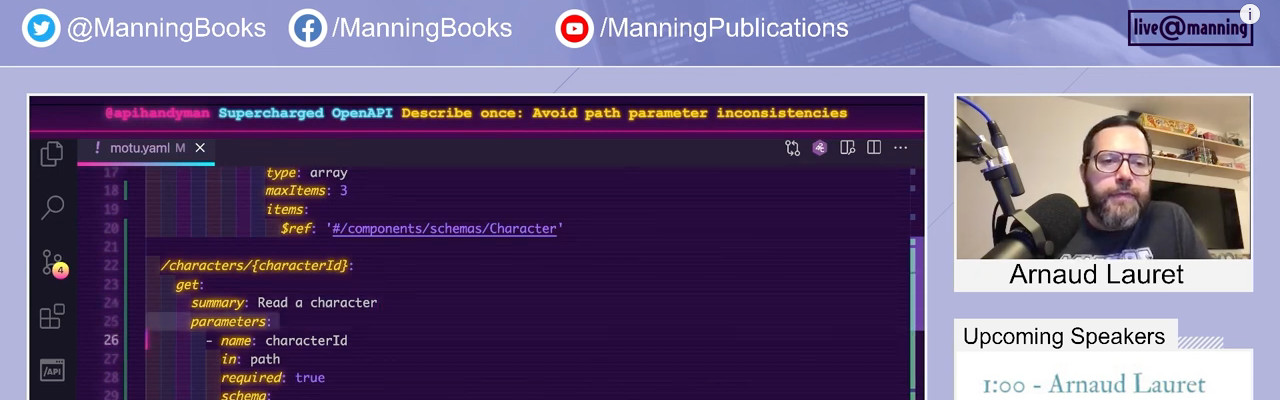 @ManningBooks /ManningBooks /ManningPublications live@manning i
@apihandyman Supercharged OpenAPI Describe once: Avoid path parameter inconsistencies
! motu.yaml M ×
17 type: array
18 maxItems: 3
19 items:
20 $ref: '#/components/schemas/Character'
21
22 /characters/{characterId}:
23 get:
24 summary: Read a character
25 parameters:
26 - name: characterId
27 in: path
28 required: true
29 schema:
4
/API
Arnaud Lauret
Upcoming Speakers
1:00 - Arnaud Lauret